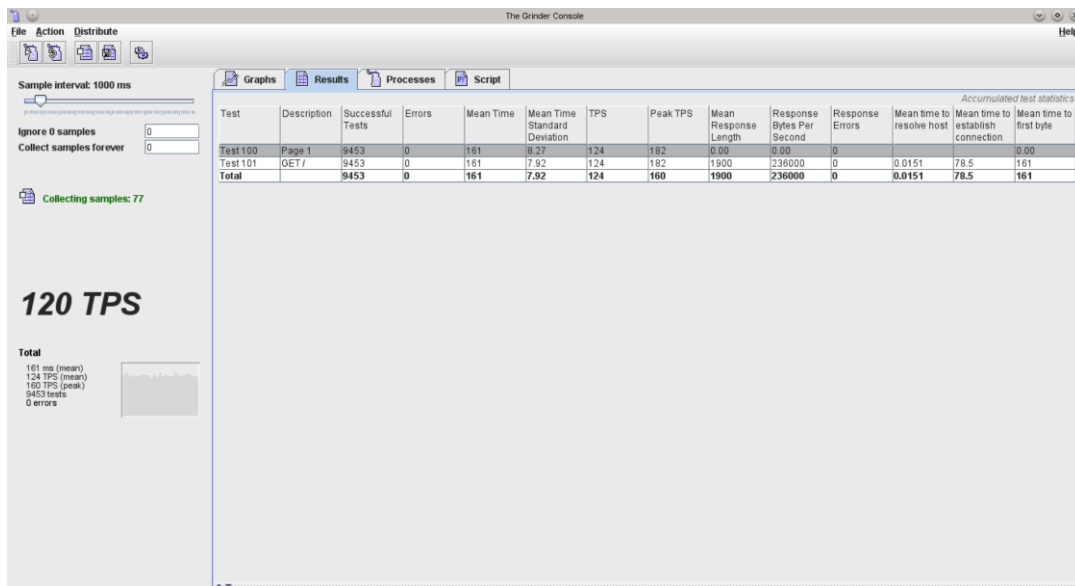 The Grinder Console
File Action Distribute Help
Sample interval: 1000 ms
Ignore 0 samples 0
Collect samples forever 0
Collecting samples: 77
120 TPS
Total
161 ms (mean)
124 TPS (mean)
160 TPS (peak)
9453 tests
0 errors
Graphs Results Processes Script
Accumulated test statistics
Test Description Successful Tests Errors Mean Time Mean Time Standard Deviation TPS Peak TPS Mean Response Length Response Bytes Per Second Response Errors Mean time to resolve host Mean time to establish connection Mean time to first byte
Test 100 Page 1 9453 0 161 8.27 124 182 0.00 0.00 0 0.00
Test 101 GET / 9453 0 161 7.92 124 182 1900 236000 0 0.0151 78.5 161
Total 9453 0 161 7.92 124 160 1900 236000 0 0.0151 78.5 161